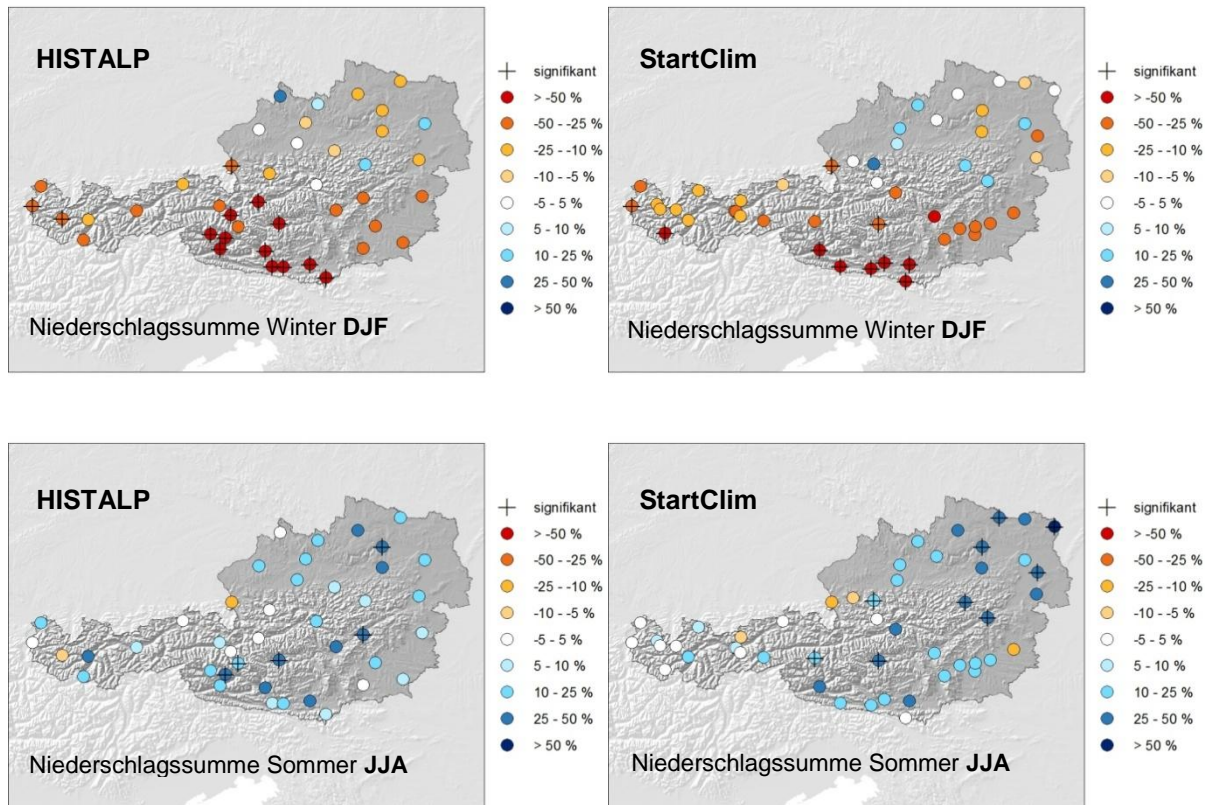 HISTALP
signifikant
> -50 %
-50 - -25 %
-25 - -10 %
-10 - -5 %
-5 - 5 %
5 - 10 %
10 - 25 %
25 - 50 %
> 50 %
Niederschlagssumme Winter DJF
StartClim
signifikant
> -50 %
-50 - -25 %
-25 - -10 %
-10 - -5 %
-5 - 5 %
5 - 10 %
10 - 25 %
25 - 50 %
> 50 %
Niederschlagssumme Winter DJF
HISTALP
signifikant
> -50 %
-50 - -25 %
-25 - -10 %
-10 - -5 %
-5 - 5 %
5 - 10 %
10 - 25 %
25 - 50 %
> 50 %
Niederschlagssumme Sommer JJA
StartClim
signifikant
> -50 %
-50 - -25 %
-25 - -10 %
-10 - -5 %
-5 - 5 %
5 - 10 %
10 - 25 %
25 - 50 %
> 50 %
Niederschlagssumme Sommer JJA